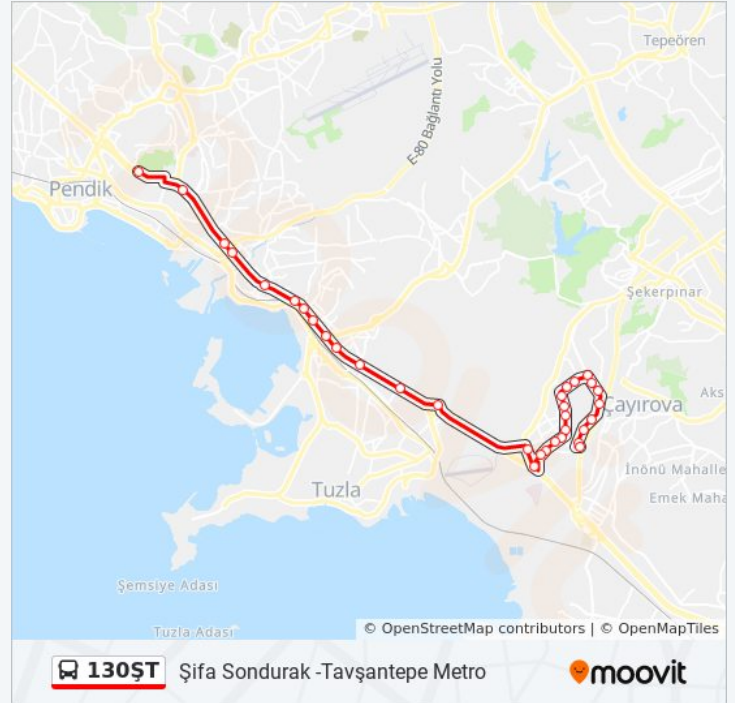 Tepeören
E-80 Bağlantı Yolu
Pendik
Şekerpınar
Aks
Çayırova
İnönü Mahalle
Emek Maha
Tuzla
Şemsiye Adası
Tuzla Adası
© OpenStreetMap contributors | © OpenMapTiles
130ŞT Şifa Sondurak -Tavşantepe Metro
moovit